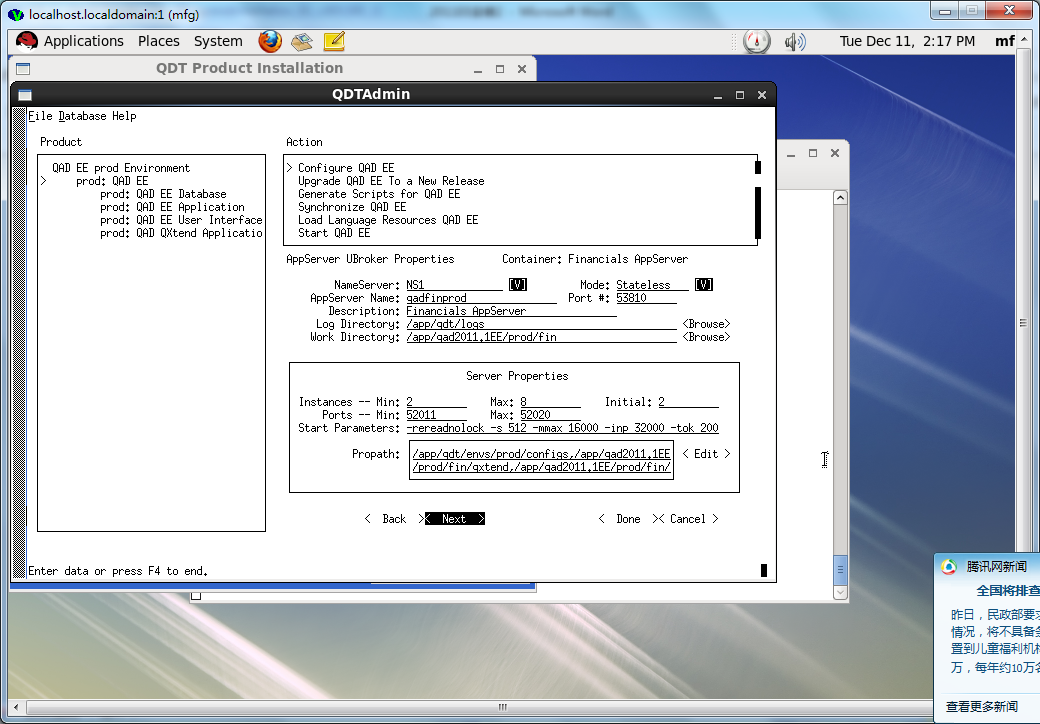 localhost.localdomain:1 (mfg)
Applications Places System Tue Dec 11, 2:17 PM mf
QDT Product Installation
QDTAdmin
File Database Help
Product Action
QAD EE prod Environment
> prod: QAD EE
prod: QAD EE Database
prod: QAD EE Application
prod: QAD EE User Interface
prod: QAD QXtend Applicatio
> Configure QAD EE
Upgrade QAD EE To a New Release
Generate Scripts for QAD EE
Synchronize QAD EE
Load Language Resources QAD EE
Start QAD EE
AppServer UBroker Properties Container: Financials AppServer
NameServer: NS1 [V] Mode: Stateless [V]
AppServer Name: qadfinprod Port #: 53810
Description: Financials AppServer
Log Directory: /app/qdt/logs <Browse>
Work Directory: /app/qad2011.1EE/prod/fin <Browse>
Server Properties
Instances -- Min: 2 Max: 8 Initial: 2
Ports -- Min: 52011 Max: 52020
Start Parameters: -rereadnolock -s 512 -mmax 16000 -inp 32000 -tok 200
Propath: /app/qdt/envs/prod/configs,/app/qad2011.1EE < Edit >
/prod/fin/qxtend,/app/qad2011.1EE/prod/fin/
< Back >< Next > < Done >< Cancel >
Enter data or press F4 to end.
腾讯网新闻
全国将排查
昨日，民政部要求
情况，将不具备
置到儿童福利机
万，每年约10万名
查看更多新闻